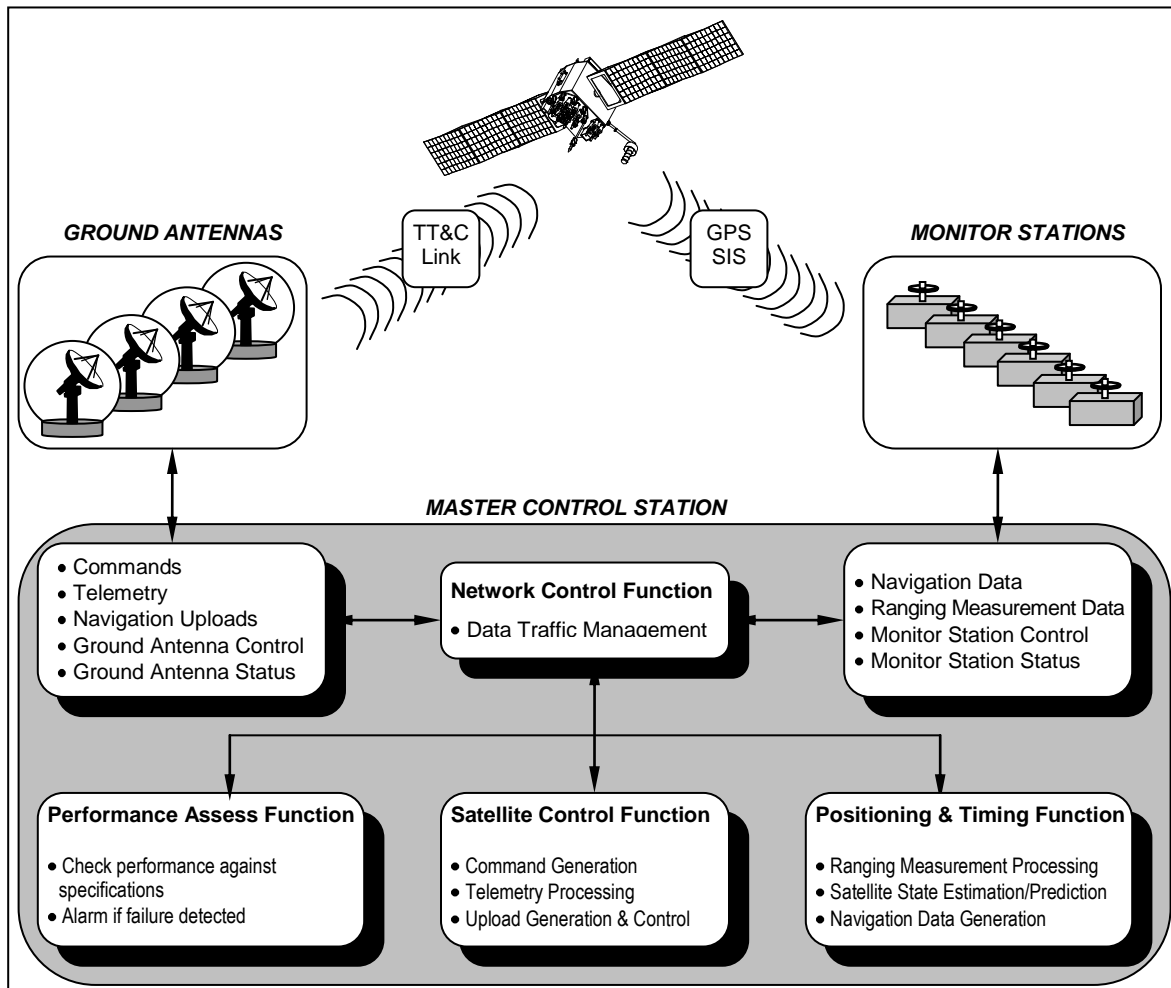 GROUND ANTENNAS
TT&C
Link
GPS
SIS
MONITOR STATIONS
MASTER CONTROL STATION
• Commands
• Telemetry
• Navigation Uploads
• Ground Antenna Control
• Ground Antenna Status
Network Control Function
• Data Traffic Management
• Navigation Data
• Ranging Measurement Data
• Monitor Station Control
• Monitor Station Status
Performance Assess Function
• Check performance against
specifications
• Alarm if failure detected
Satellite Control Function
• Command Generation
• Telemetry Processing
• Upload Generation & Control
Positioning & Timing Function
• Ranging Measurement Processing
• Satellite State Estimation/Prediction
• Navigation Data Generation